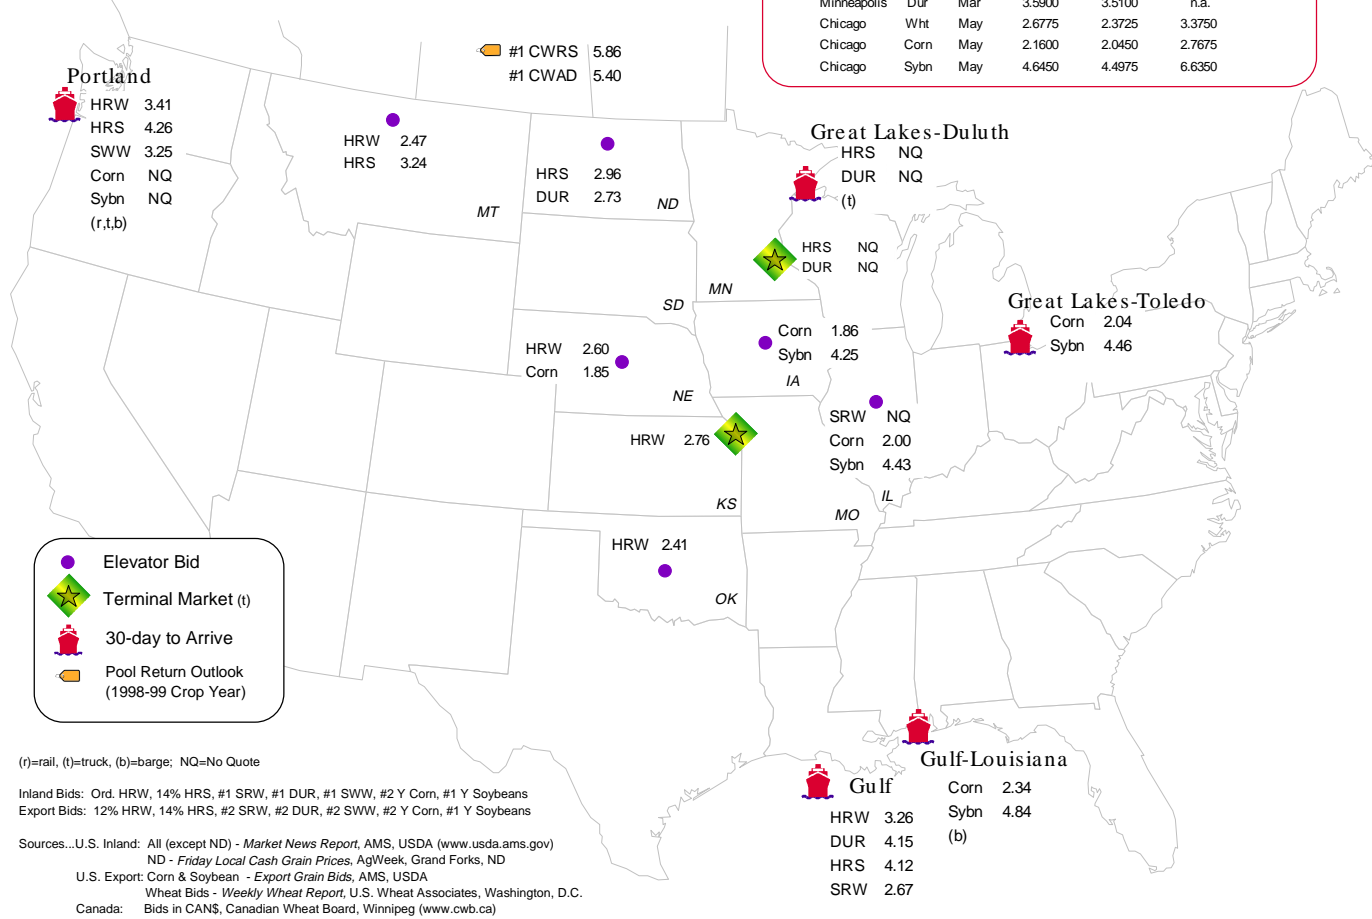 Minneapolis Dur Mar 3.5900 3.5100 n.a.
Chicago Wht May 2.6775 2.3725 3.3750
Chicago Corn May 2.1600 2.0450 2.7675
Chicago Sybn May 4.6450 4.4975 6.6350
#1 CWRS 5.86
#1 CWAD 5.40
Portland
HRW 3.41
HRS 4.26
SWW 3.25
Corn NQ
Sybn NQ
(r,t,b)
HRW 2.47
HRS 3.24
MT
HRS 2.96
DUR 2.73
ND
Great Lakes-Duluth
HRS NQ
DUR NQ
(t)
HRS NQ
DUR NQ
MN
SD
Great Lakes-Toledo
Corn 2.04
Sybn 4.46
Corn 1.86
Sybn 4.25
IA
HRW 2.60
Corn 1.85
NE
SRW NQ
Corn 2.00
Sybn 4.43
IL
HRW 2.76
KS
MO
HRW 2.41
OK
Elevator Bid
Terminal Market (t)
30-day to Arrive
Pool Return Outlook
(1998-99 Crop Year)
Gulf-Louisiana
Corn 2.34
Sybn 4.84
(b)
Gulf
HRW 3.26
DUR 4.15
HRS 4.12
SRW 2.67
(r)=rail, (t)=truck, (b)=barge; NQ=No Quote
Inland Bids: Ord. HRW, 14% HRS, #1 SRW, #1 DUR, #1 SWW, #2 Y Corn, #1 Y Soybeans
Export Bids: 12% HRW, 14% HRS, #2 SRW, #2 DUR, #2 SWW, #2 Y Corn, #1 Y Soybeans
Sources...U.S. Inland: All (except ND) - Market News Report, AMS, USDA (www.usda.ams.gov)
ND - Friday Local Cash Grain Prices, AgWeek, Grand Forks, ND
U.S. Export: Corn & Soybean - Export Grain Bids, AMS, USDA
Wheat Bids - Weekly Wheat Report, U.S. Wheat Associates, Washington, D.C.
Canada: Bids in CAN$, Canadian Wheat Board, Winnipeg (www.cwb.ca)